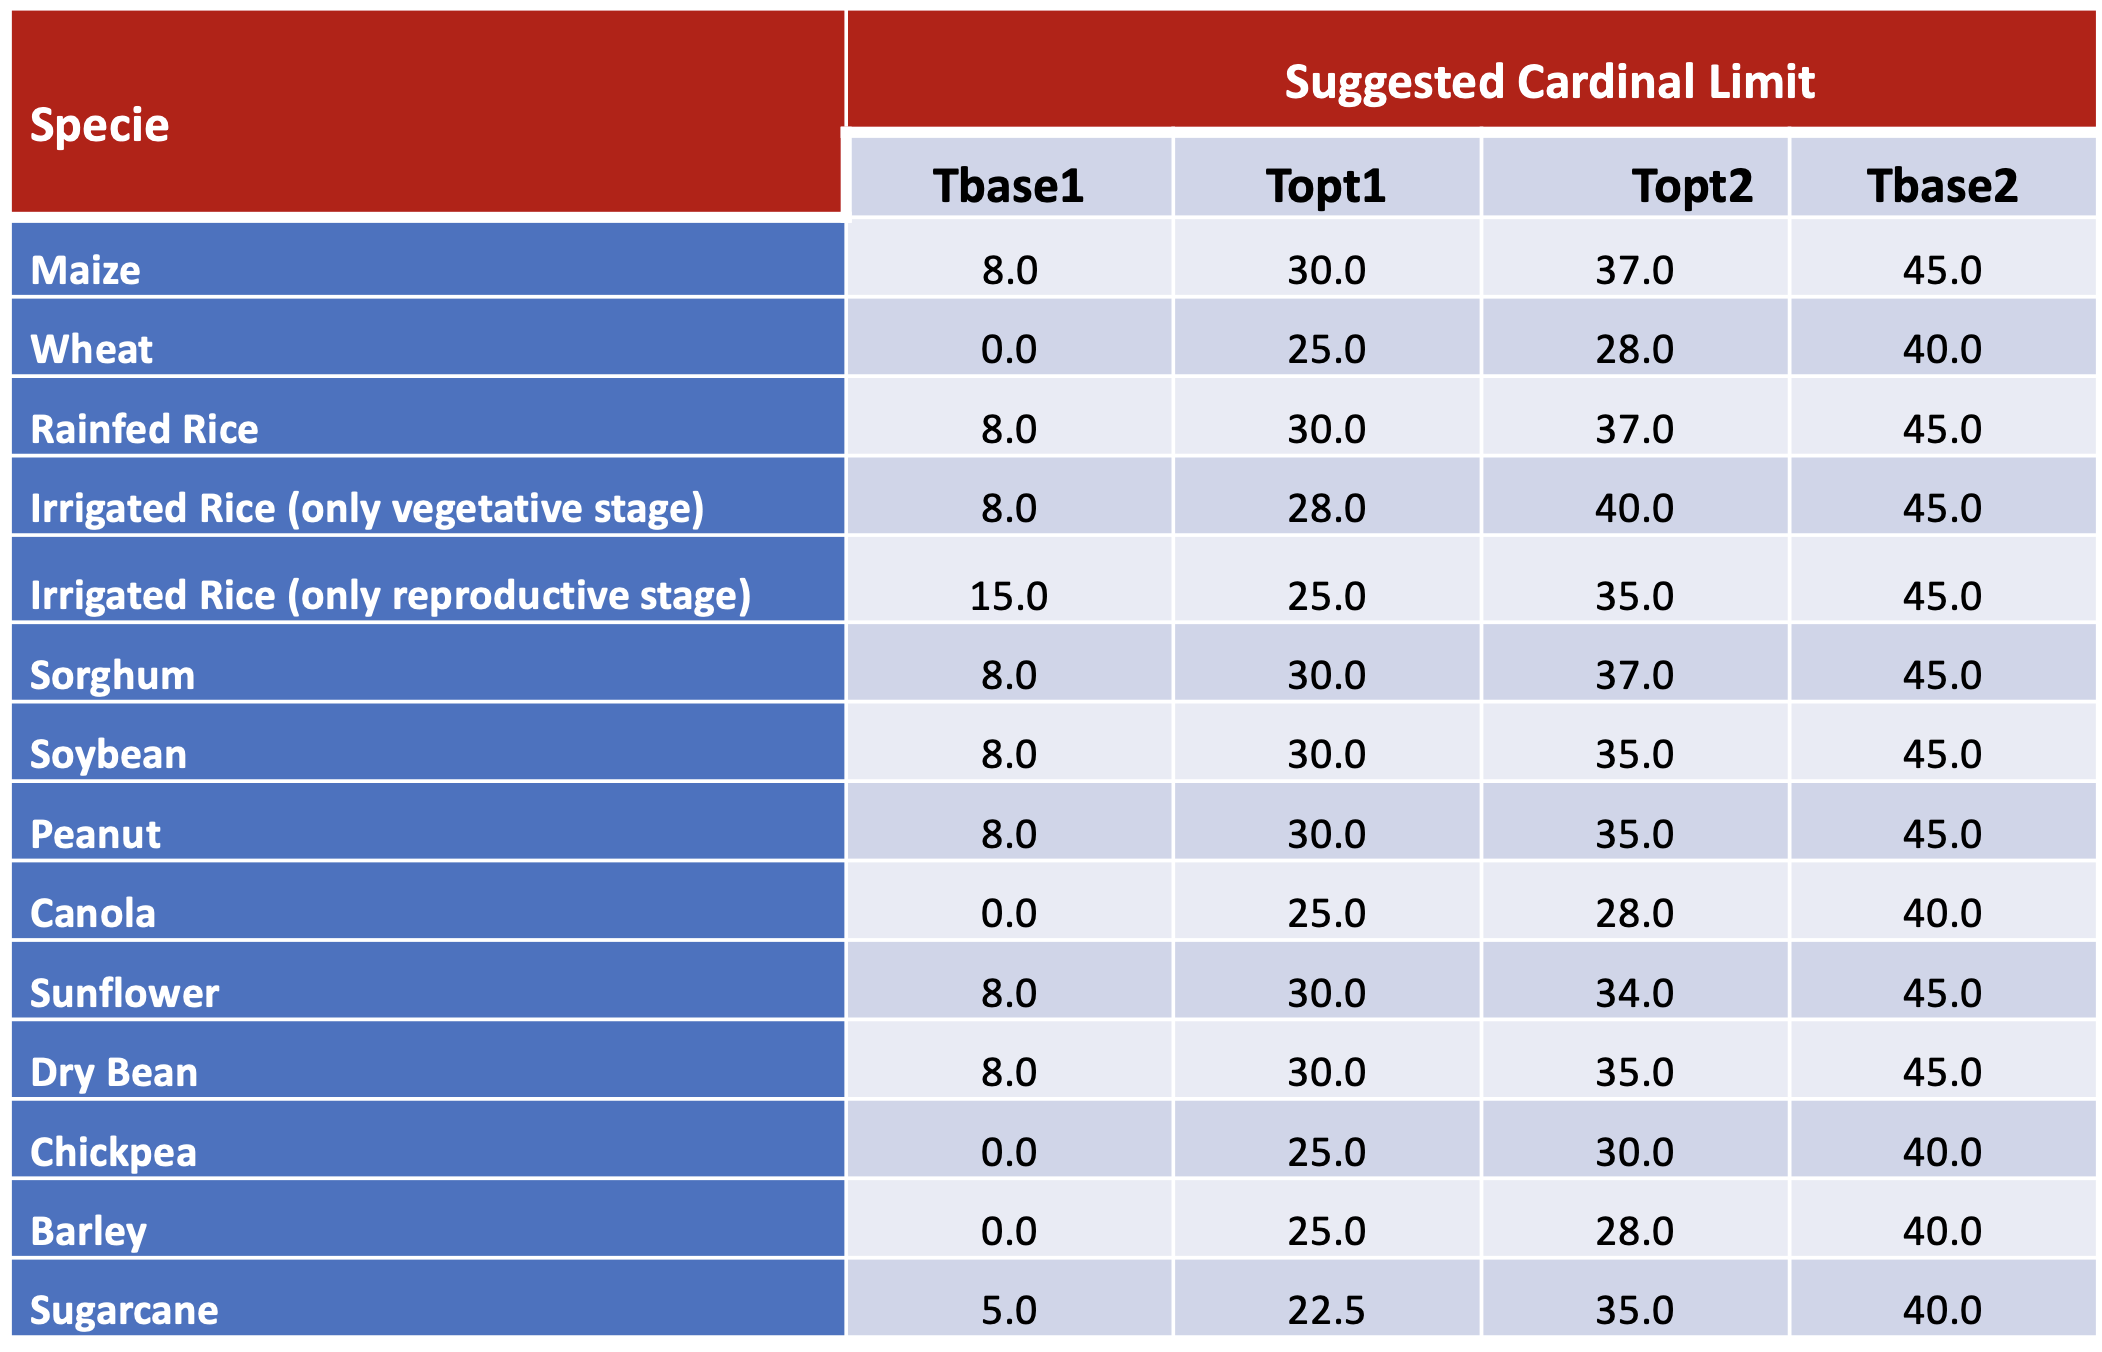 Specie Suggested Cardinal Limit
Tbase1 Topt1 Topt2 Tbase2
Maize 8.0 30.0 37.0 45.0
Wheat 0.0 25.0 28.0 40.0
Rainfed Rice 8.0 30.0 37.0 45.0
Irrigated Rice (only vegetative stage) 8.0 28.0 40.0 45.0
Irrigated Rice (only reproductive stage) 15.0 25.0 35.0 45.0
Sorghum 8.0 30.0 37.0 45.0
Soybean 8.0 30.0 35.0 45.0
Peanut 8.0 30.0 35.0 45.0
Canola 0.0 25.0 28.0 40.0
Sunflower 8.0 30.0 34.0 45.0
Dry Bean 8.0 30.0 35.0 45.0
Chickpea 0.0 25.0 30.0 40.0
Barley 0.0 25.0 28.0 40.0
Sugarcane 5.0 22.5 35.0 40.0